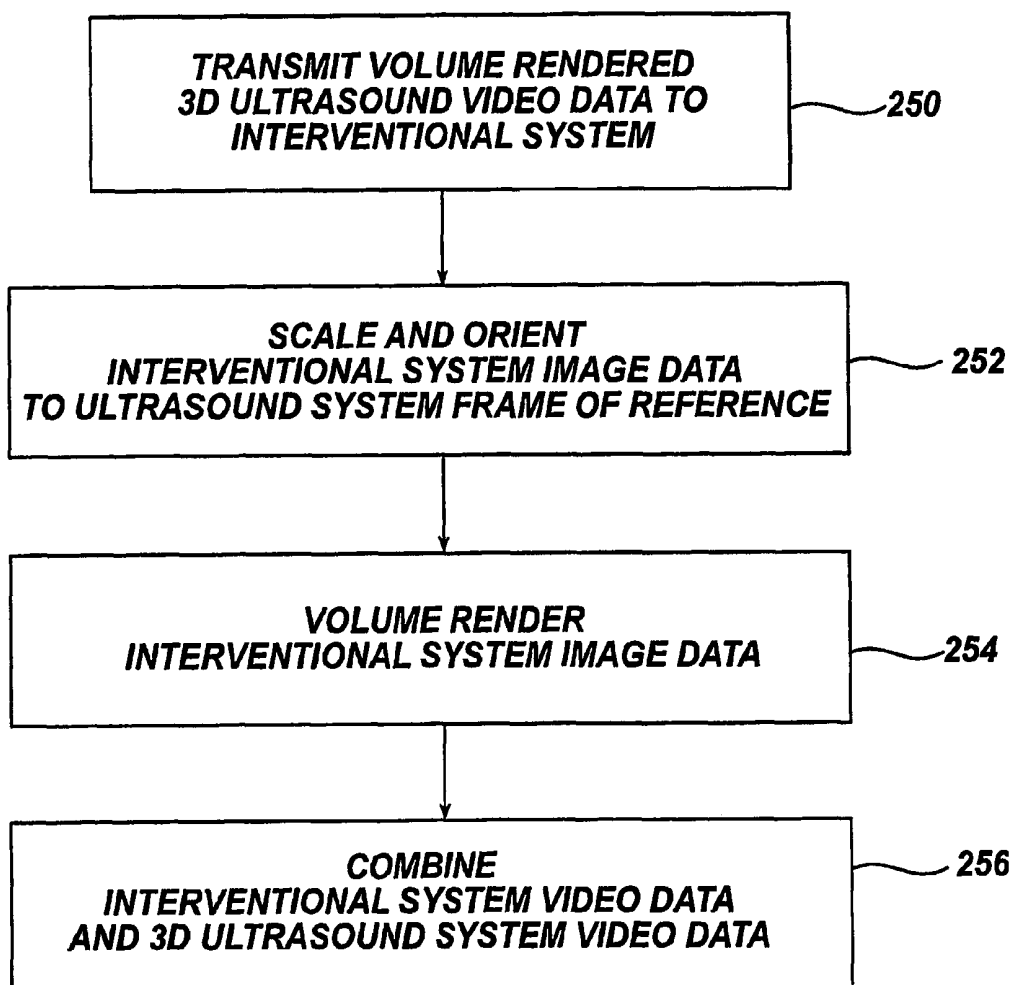 TRANSMIT VOLUME RENDERED
3D ULTRASOUND VIDEO DATA TO
INTERVENTIONAL SYSTEM
250
SCALE AND ORIENT
INTERVENTIONAL SYSTEM IMAGE DATA
TO ULTRASOUND SYSTEM FRAME OF REFERENCE
252
VOLUME RENDER
INTERVENTIONAL SYSTEM IMAGE DATA
254
COMBINE
INTERVENTIONAL SYSTEM VIDEO DATA
AND 3D ULTRASOUND SYSTEM VIDEO DATA
256